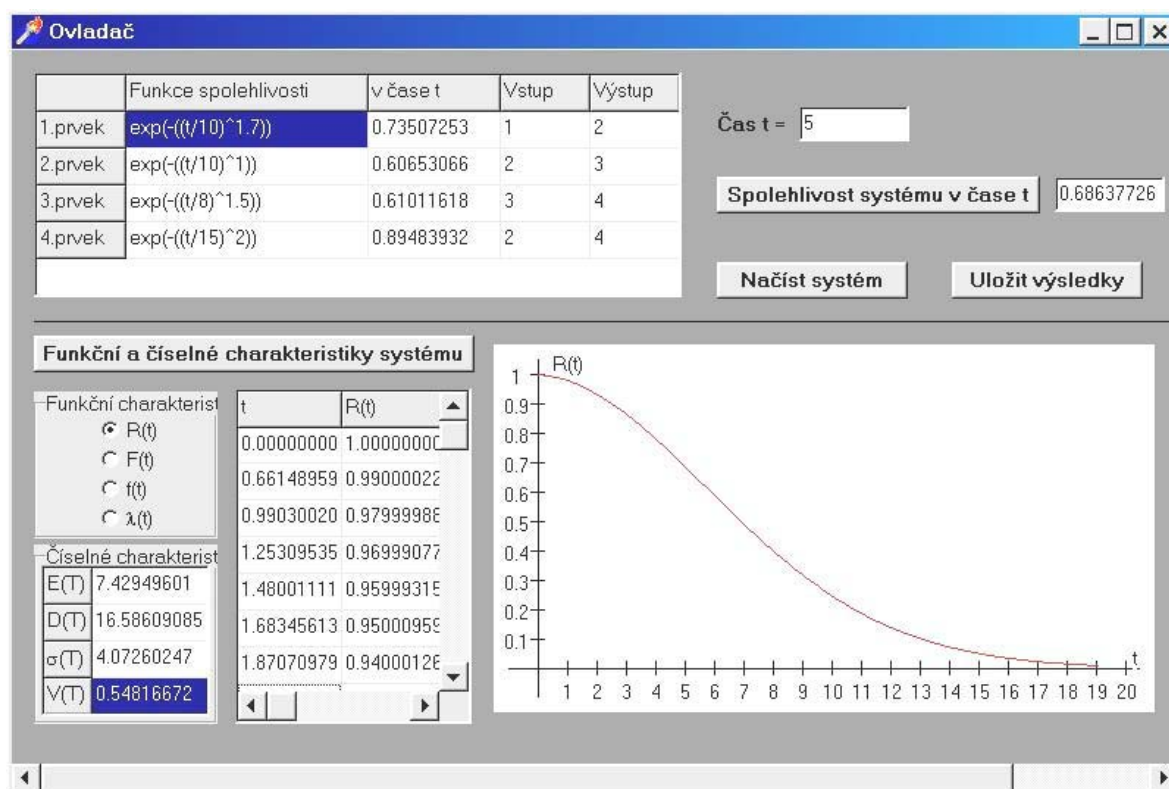 Ovladač
Funkce spolehlivosti v čase t Vstup Výstup
1.prvek exp(-((t/10)^1.7)) 0.73507253 1 2
2.prvek exp(-((t/10)^1)) 0.60653066 2 3
3.prvek exp(-((t/8)^1.5)) 0.61011618 3 4
4.prvek exp(-((t/15)^2)) 0.89483932 2 4
Čas t = 5
Spolehlivost systému v čase t 0.68637726
Načíst systém Uložit výsledky
Funkční a číselné charakteristiky systému
Funkční charakterist
R(t)
F(t)
f(t)
λ(t)
Číselné charakterist
E(T) 7.42949601
D(T) 16.58609085
σ(T) 4.07260247
V(T) 0.54816672
t R(t)
0.00000000 1.00000000
0.66148959 0.99000022
0.99030020 0.97999988
1.25309535 0.96999077
1.48001111 0.95999315
1.68345613 0.95000959
1.87070979 0.94000128
R(t)
1
0.9
0.8
0.7
0.6
0.5
0.4
0.3
0.2
0.1
t
1 2 3 4 5 6 7 8 9 10 11 12 13 14 15 16 17 18 19 20